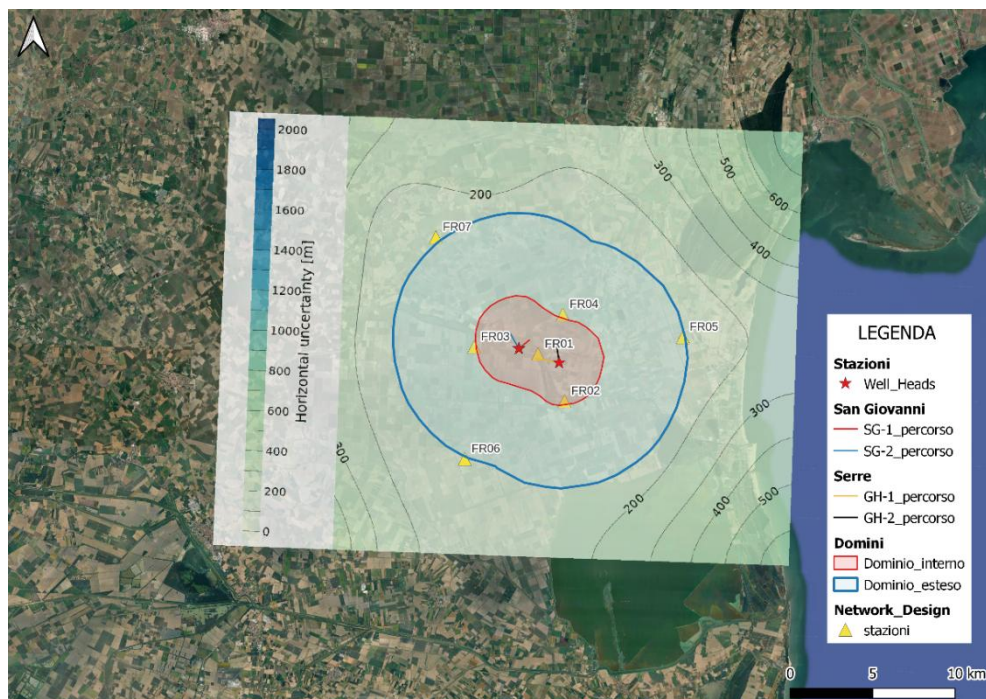 2000
1800
1600
1400
1200
1000
800
600
400
200
0
Horizontal uncertainty [m]
200
300
500
600
400
300
200
400
500
300
FR07
FR04
FR05
FR03
FR01
FR02
FR06
LEGENDA
Stazioni
Well_Heads
San Giovanni
SG-1_percorso
SG-2_percorso
Serre
GH-1_percorso
GH-2_percorso
Domini
Dominio_interno
Dominio_esteso
Network_Design
stazioni
0 5 10 km